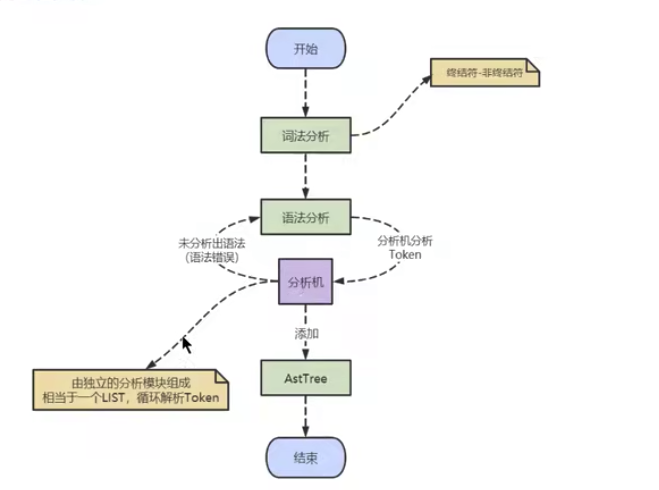 开始
终结符-非终结符
词法分析
语法分析
未分析出语法
(语法错误)
分析机分析
Token
分析机
添加
由独立的分析模块组成
相当于一个LIST，循环解析Token
AstTree
结束